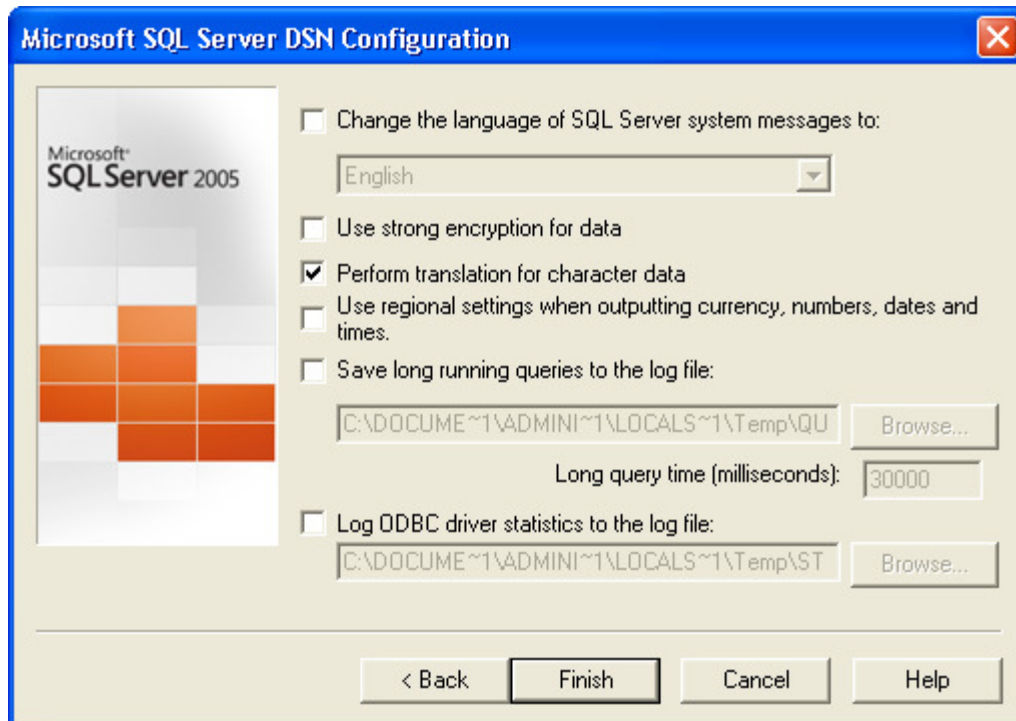 Microsoft SQL Server DSN Configuration
Microsoft
SQL Server 2005
Change the language of SQL Server system messages to:
English
Use strong encryption for data
Perform translation for character data
Use regional settings when outputting currency, numbers, dates and
times.
Save long running queries to the log file:
C:\DOCUME~1\ADMINI~1\LOCALS~1\Temp\QU
Browse...
Long query time (milliseconds):
30000
Log ODBC driver statistics to the log file:
C:\DOCUME~1\ADMINI~1\LOCALS~1\Temp\ST
Browse...
< Back
Finish
Cancel
Help